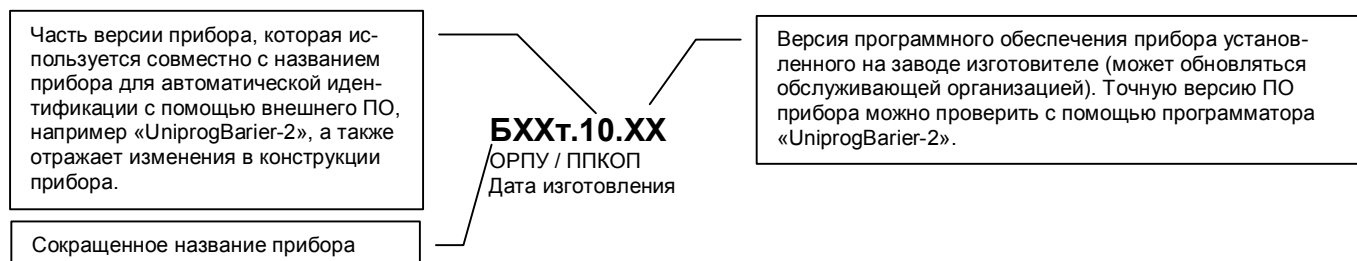 Часть версии прибора, которая ис-
пользуется совместно с названием
прибора для автоматической иден-
тификации с помощью внешнего ПО,
например «UniprogBarier-2», а также
отражает изменения в конструкции
прибора.
Сокращенное название прибора
БХХт.10.ХХ
ОРПУ / ППКОП
Дата изготовления
Версия программного обеспечения прибора установ-
ленного на заводе изготовителе (может обновляться
обслуживающей организацией). Точную версию ПО
прибора можно проверить с помощью программатора
«UniprogBarier-2».